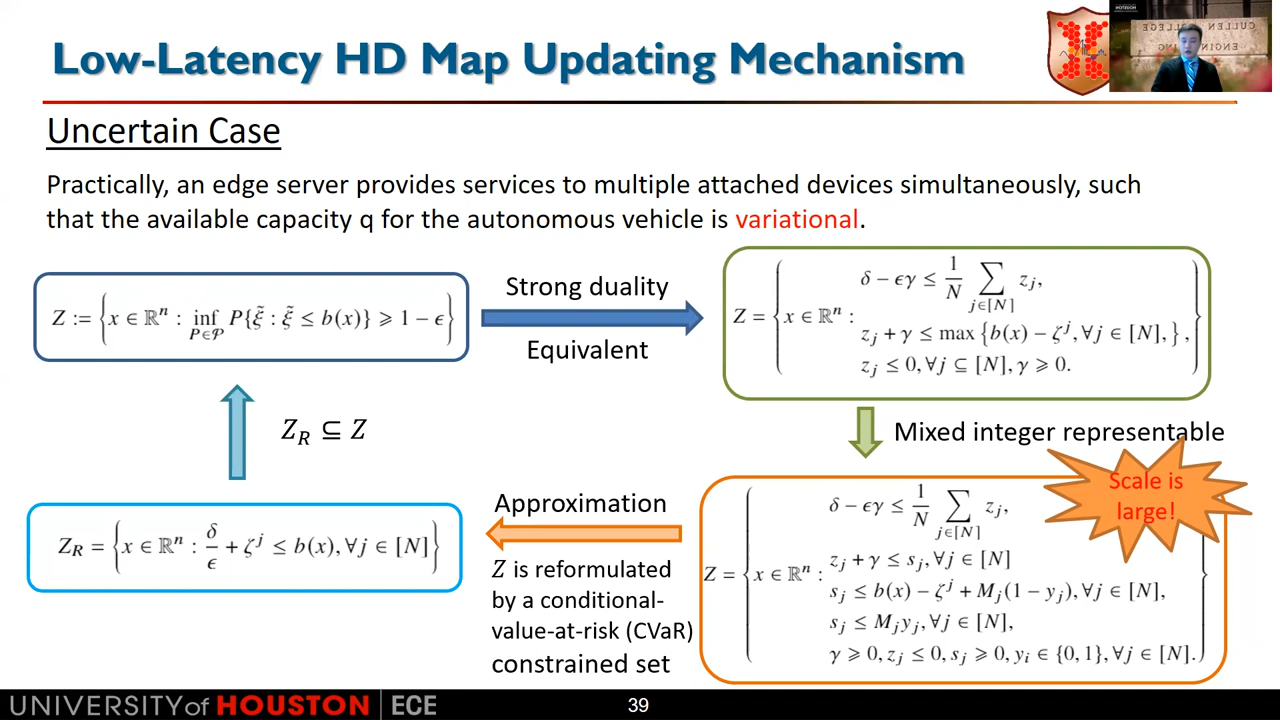 Low-Latency HD Map Updating Mechanism
CULLEN COLLEGE
ENGINEERING
Uncertain Case
Practically, an edge server provides services to multiple attached devices simultaneously, such
that the available capacity q for the autonomous vehicle is variational.
Z := {x ∈ ℝⁿ : inf_{P∈𝒫} P{ξ̃ : ξ̃ ≤ b(x)} ⩾ 1 − ϵ}
Strong duality
Equivalent
Z = {x ∈ ℝⁿ :
δ − ϵγ ≤ 1/N ∑_{j∈[N]} z_j,
z_j + γ ≤ max {b(x) − ζ^j, ∀j ∈ [N], },
z_j ≤ 0, ∀j ⊆ [N], γ ⩾ 0.}
Z_R ⊆ Z
Mixed integer representable
Scale is
large!
Z_R = {x ∈ ℝⁿ : δ/ϵ + ζ^j ≤ b(x), ∀j ∈ [N]}
Approximation
Z is reformulated
by a conditional-
value-at-risk (CVaR)
constrained set
Z = {x ∈ ℝⁿ :
δ − ϵγ ≤ 1/N ∑_{j∈[N]} z_j,
z_j + γ ≤ s_j, ∀j ∈ [N]
s_j ≤ b(x) − ζ^j + M_j(1 − y_j), ∀j ∈ [N],
s_j ≤ M_j y_j, ∀j ∈ [N],
γ ⩾ 0, z_j ≤ 0, s_j ⩾ 0, y_i ∈ {0, 1}, ∀j ∈ [N].}
UNIVERSITY of HOUSTON ECE
39